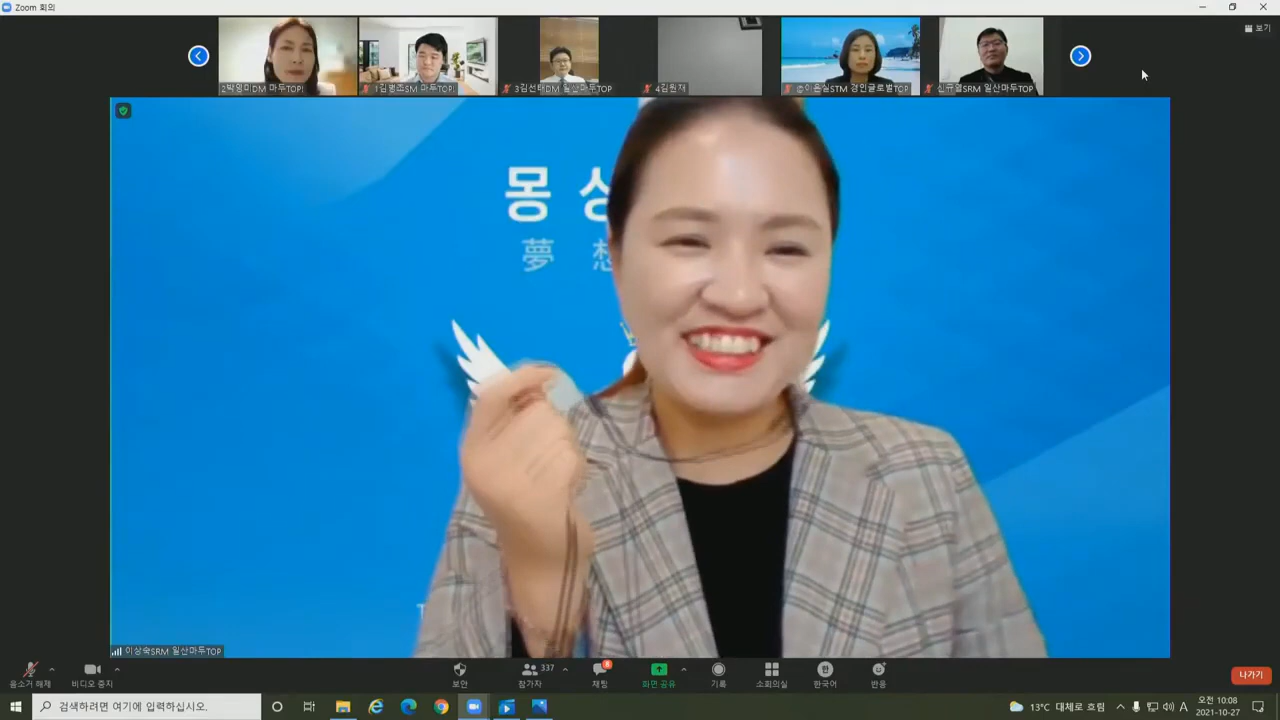 Zoom 회의
보기
2박영미DM 마두TOP!
1김명조SM 마두TOP!
3김선태DM 일산마두TOP
4김원재
이은실STM 경인글로벌TOP
신규열SRM 일산마두TOP
몽 상
夢 想
이상숙SRM 일산마두TOP
음소거 해제
비디오 중지
보안
337
참가자
8
채팅
화면 공유
기록
소회의실
한
한국어
반응
나가기
검색하려면 여기에 입력하십시오.
13°C 대체로 흐림
A
오전 10:08
2021-10-27